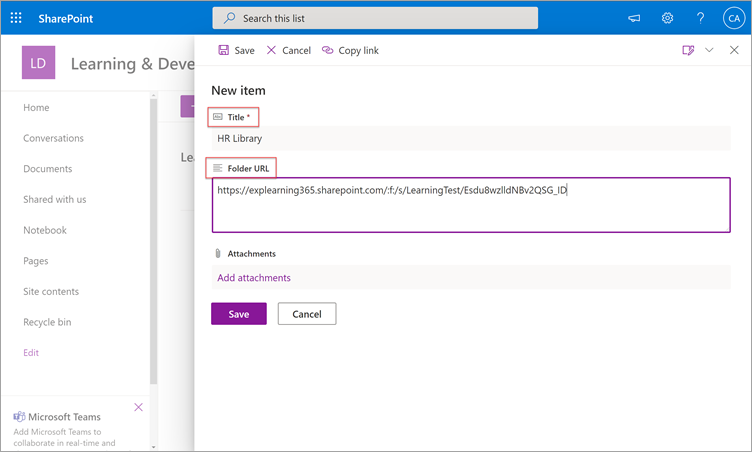 SharePoint
Search this list
?
CA
LD
Learning & Deve
Save
Cancel
Copy link
Home
Conversations
Documents
Shared with us
Notebook
Pages
Site contents
Recycle bin
Edit
Microsoft Teams
Add Microsoft Teams to
collaborate in real-time and
Le
New item
Abc
Title *
HR Library
Folder URL
https://explearning365.sharepoint.com/:f:/s/LearningTest/Esdu8wzlldNBv2QSG_ID
Attachments
Add attachments
Save
Cancel